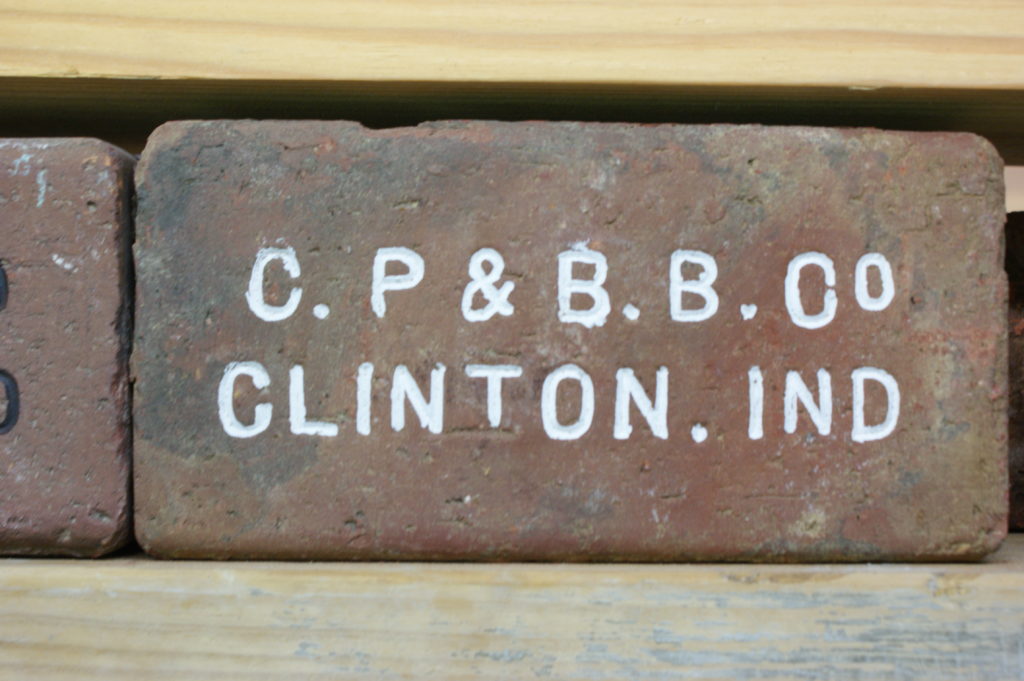 C. P & B. B. Co
CLINTON. IND